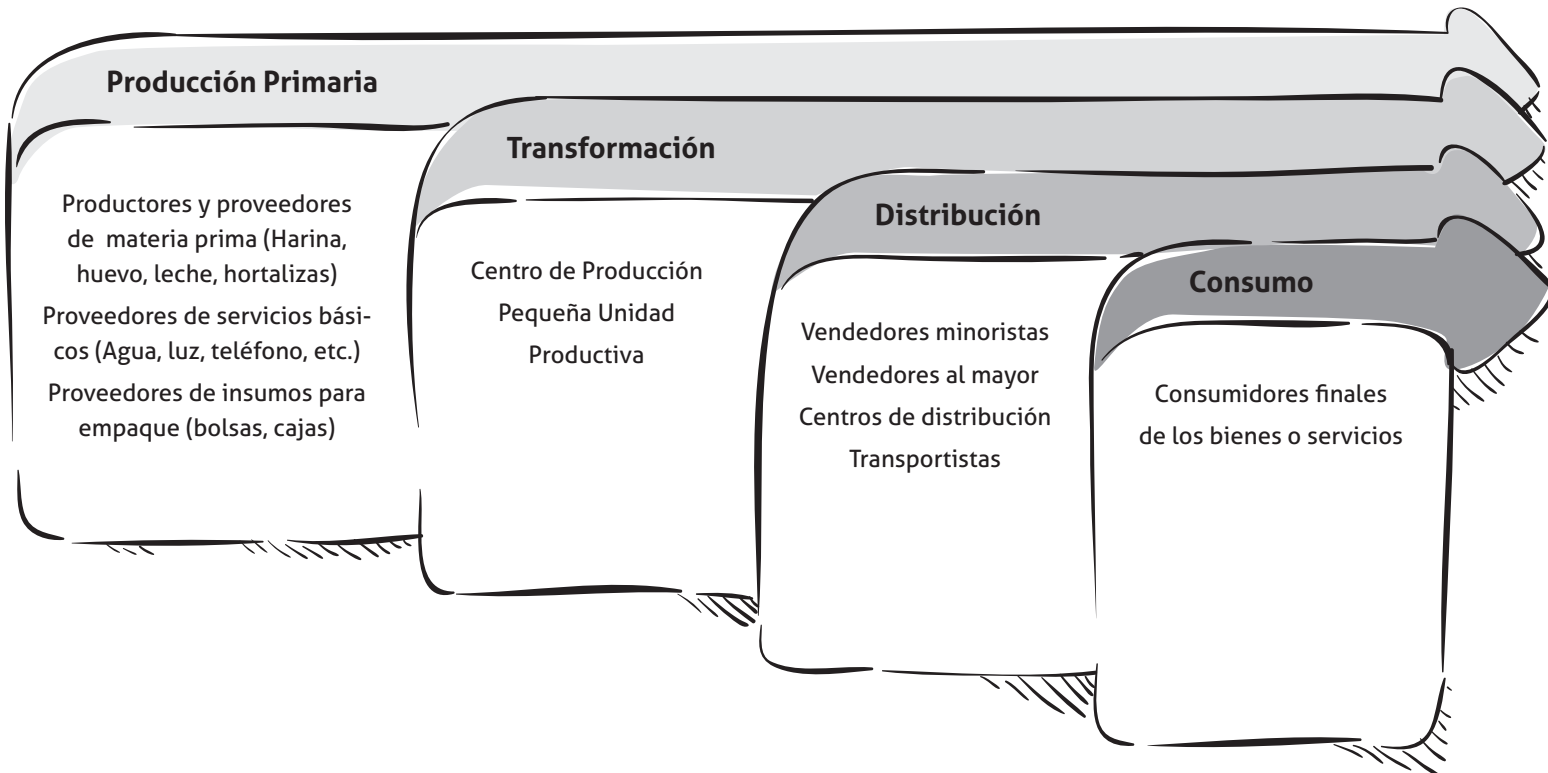 Producción Primaria
Productores y proveedores
de materia prima (Harina,
huevo, leche, hortalizas)
Proveedores de servicios bási-
cos (Agua, luz, teléfono, etc.)
Proveedores de insumos para
empaque (bolsas, cajas)
Transformación
Centro de Producción
Pequeña Unidad
Productiva
Distribución
Vendedores minoristas
Vendedores al mayor
Centros de distribución
Transportistas
Consumo
Consumidores finales
de los bienes o servicios